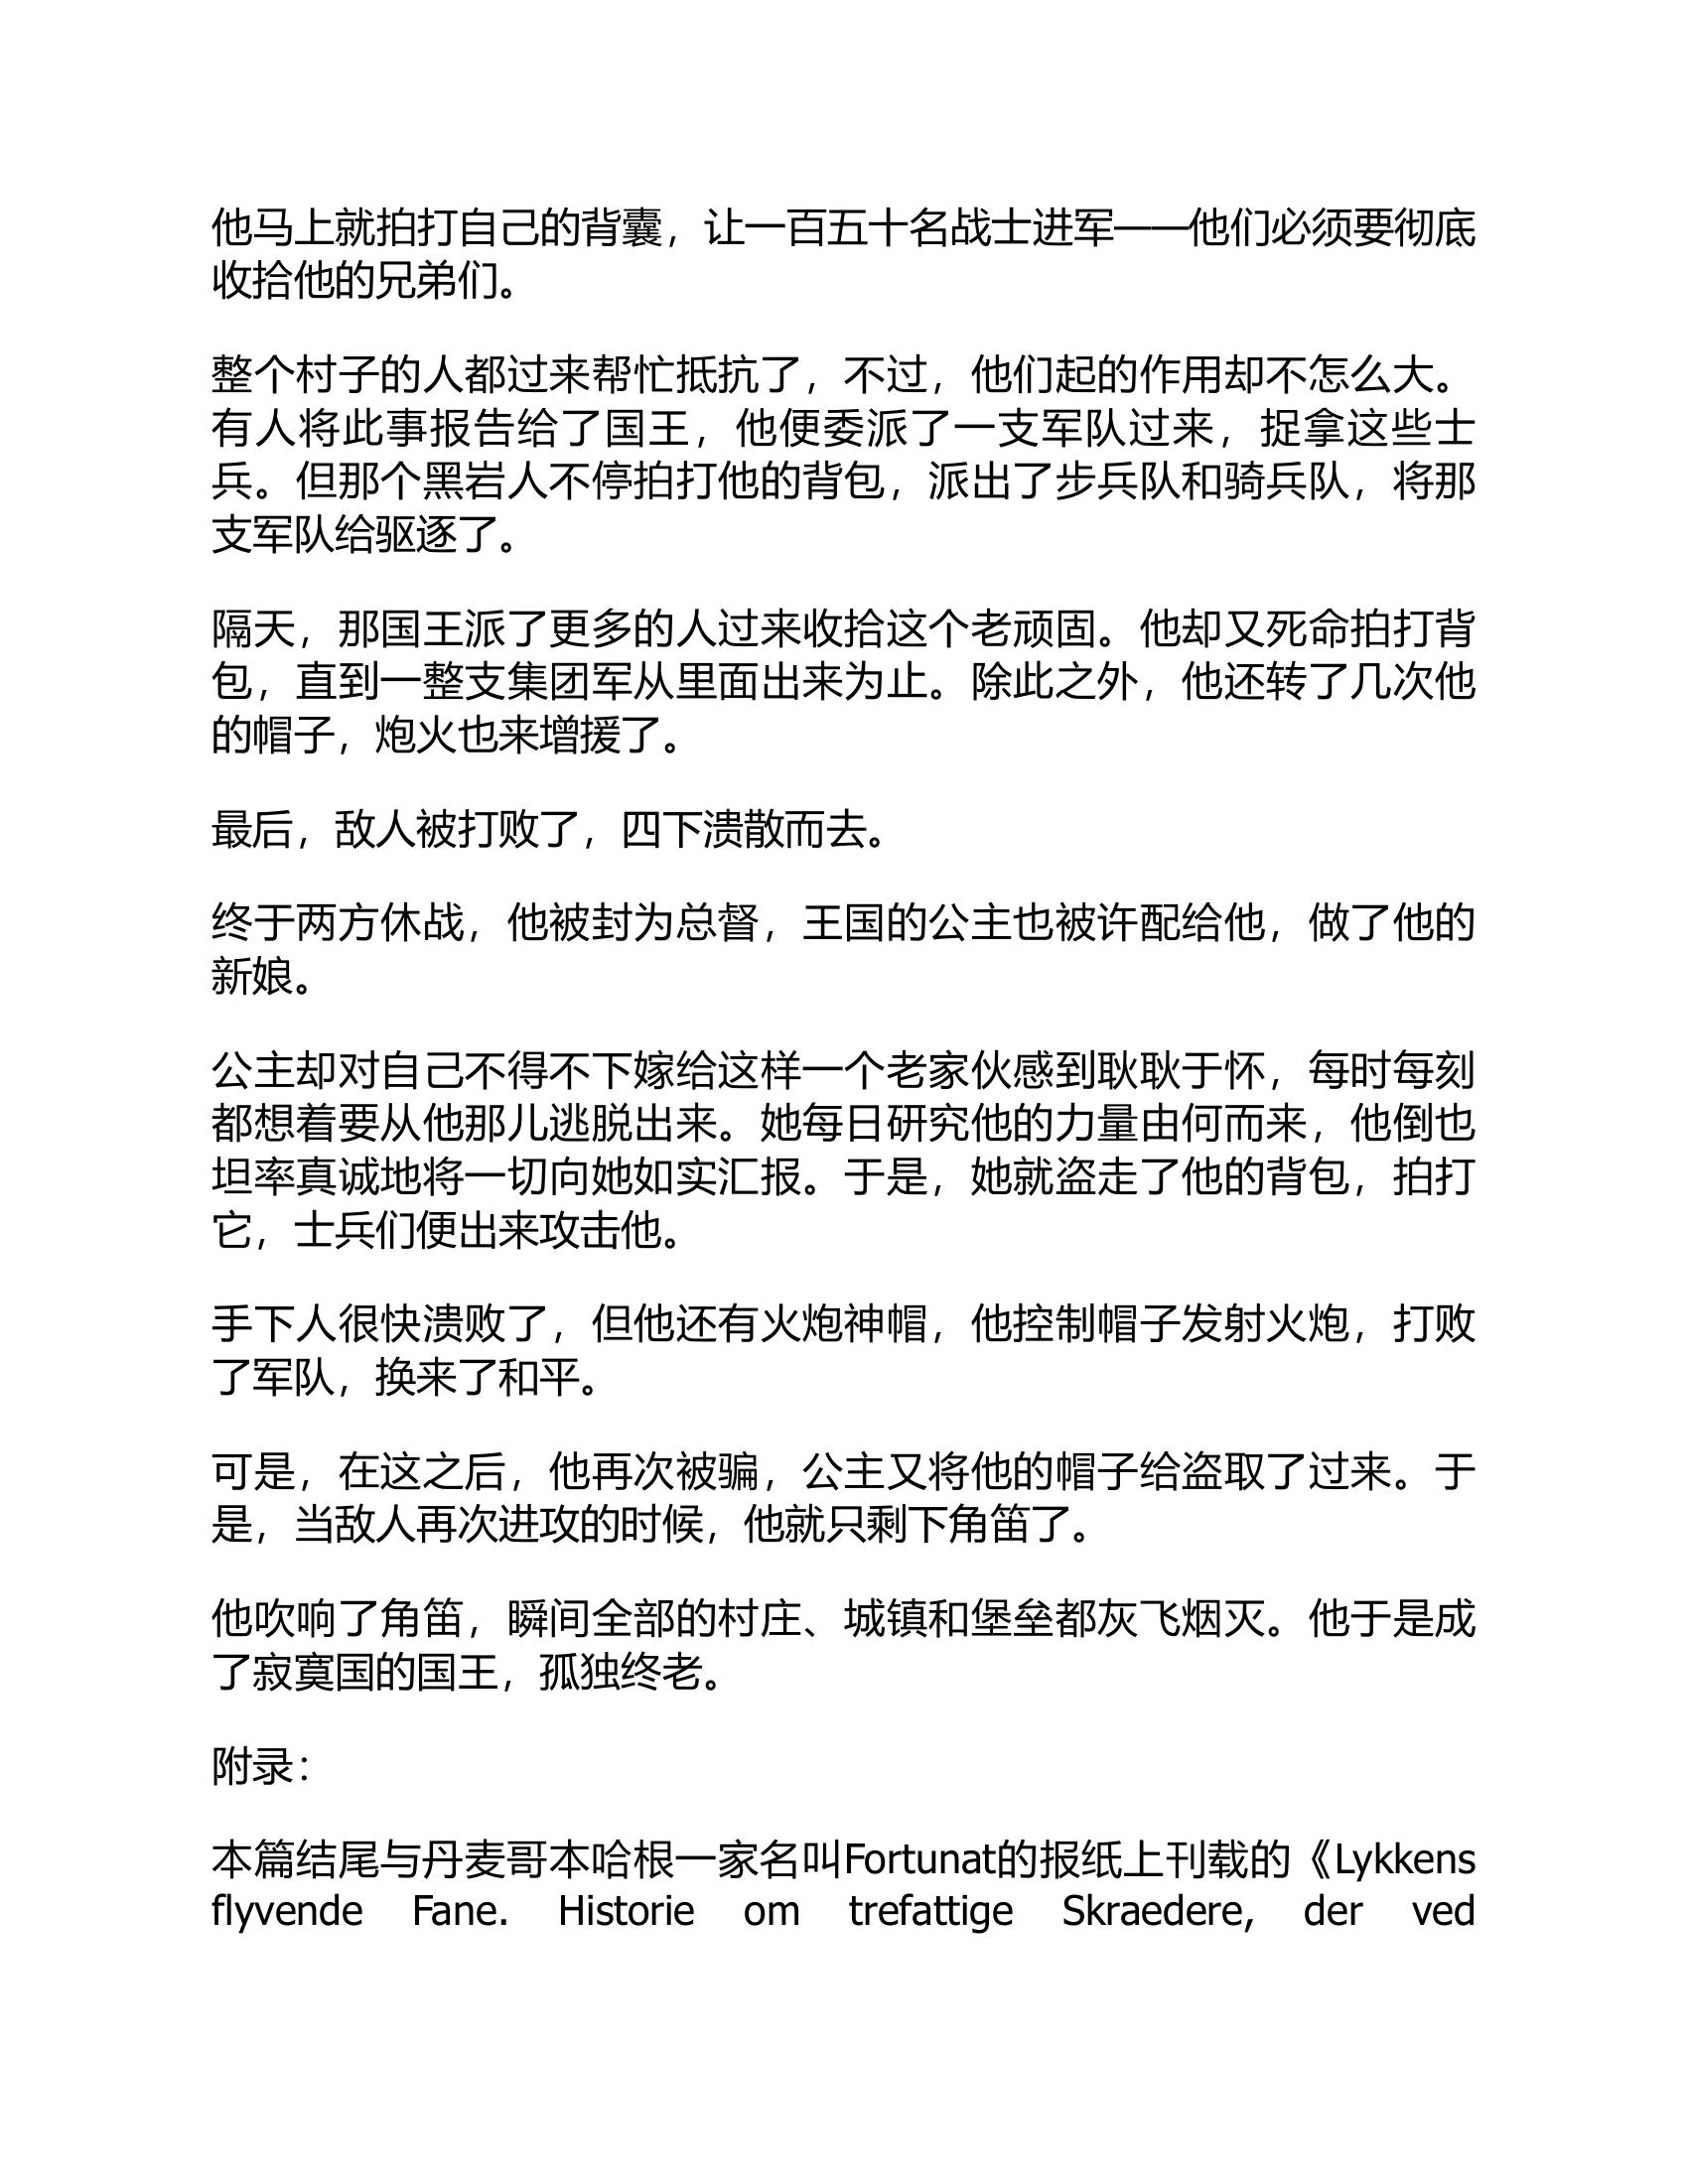 他马上就拍打自己的背囊，让一百五十名战士进军——他们必须要彻底
收拾他的兄弟们。
整个村子的人都过来帮忙抵抗了，不过，他们起的作用却不怎么大。
有人将此事报告给了国王，他便委派了一支军队过来，捉拿这些士
兵。但那个黑岩人不停拍打他的背包，派出了步兵队和骑兵队，将那
支军队给驱逐了。
隔天，那国王派了更多的人过来收拾这个老顽固。他却又死命拍打背
包，直到一整支集团军从里面出来为止。除此之外，他还转了几次他
的帽子，炮火也来增援了。
最后，敌人被打败了，四下溃散而去。
终于两方休战，他被封为总督，王国的公主也被许配给他，做了他的
新娘。
公主却对自己不得不下嫁给这样一个老家伙感到耿耿于怀，每时每刻
都想着要从他那儿逃脱出来。她每日研究他的力量由何而来，他倒也
坦率真诚地将一切向她如实汇报。于是，她就盗走了他的背包，拍打
它，士兵们便出来攻击他。
手下人很快溃败了，但他还有火炮神帽，他控制帽子发射火炮，打败
了军队，换来了和平。
可是，在这之后，他再次被骗，公主又将他的帽子给盗取了过来。于
是，当敌人再次进攻的时候，他就只剩下角笛了。
他吹响了角笛，瞬间全部的村庄、城镇和堡垒都灰飞烟灭。他于是成
了寂寞国的国王，孤独终老。
附录：
本篇结尾与丹麦哥本哈根一家名叫Fortunat的报纸上刊载的《Lykkens
flyvende Fane. Historie om trefattige Skraedere, der ved